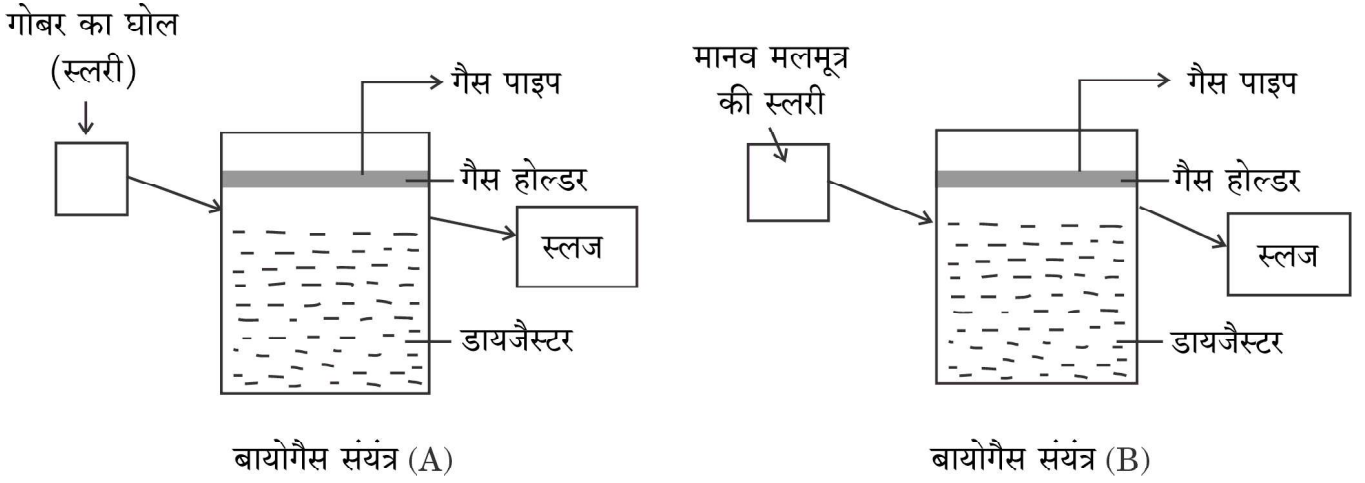 गोबर का घोल
(स्लरी)
गैस पाइप
गैस होल्डर
स्लज
डायजैस्टर
बायोगैस संयंत्र (A)
मानव मलमूत्र
की स्लरी
गैस पाइप
गैस होल्डर
स्लज
डायजैस्टर
बायोगैस संयंत्र (B)